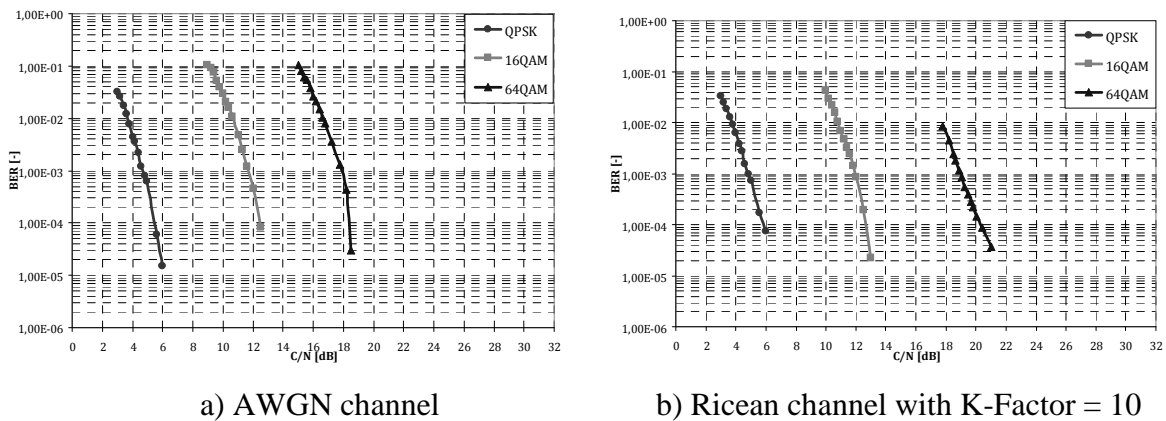 1,00E+00
1,00E-01
1,00E-02
1,00E-03
1,00E-04
1,00E-05
1,00E-06
BER [-]
QPSK
16QAM
64QAM
0 2 4 6 8 10 12 14 16 18 20 22 24 26 28 30 32
C/N [dB]
a) AWGN channel
1,00E+00
1,00E-01
1,00E-02
1,00E-03
1,00E-04
1,00E-05
1,00E-06
BER [-]
QPSK
16QAM
64QAM
0 2 4 6 8 10 12 14 16 18 20 22 24 26 28 30 32
C/N [dB]
b) Ricean channel with K-Factor = 10